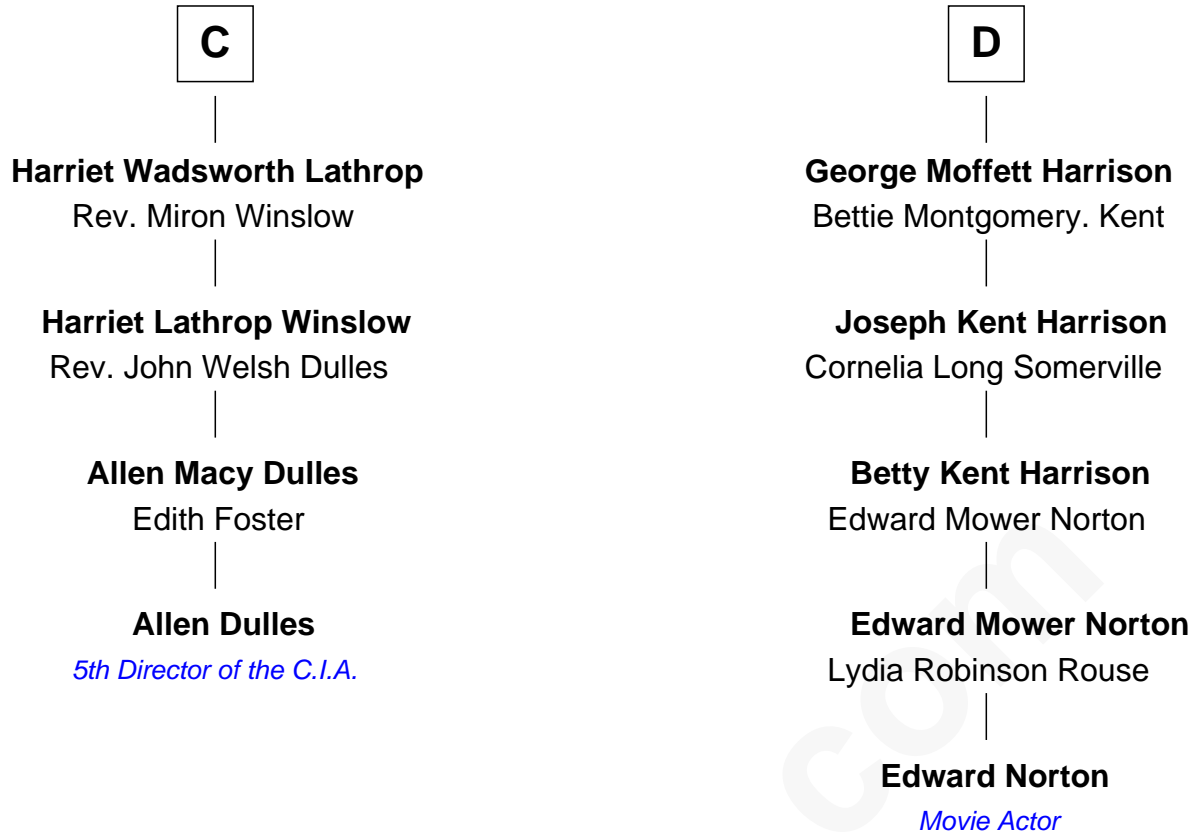 C
Harriet Wadsworth Lathrop
Rev. Miron Winslow
Harriet Lathrop Winslow
Rev. John Welsh Dulles
Allen Macy Dulles
Edith Foster
Allen Dulles
5th Director of the C.I.A.
D
George Moffett Harrison
Bettie Montgomery. Kent
Joseph Kent Harrison
Cornelia Long Somerville
Betty Kent Harrison
Edward Mower Norton
Edward Mower Norton
Lydia Robinson Rouse
Edward Norton
Movie Actor
com